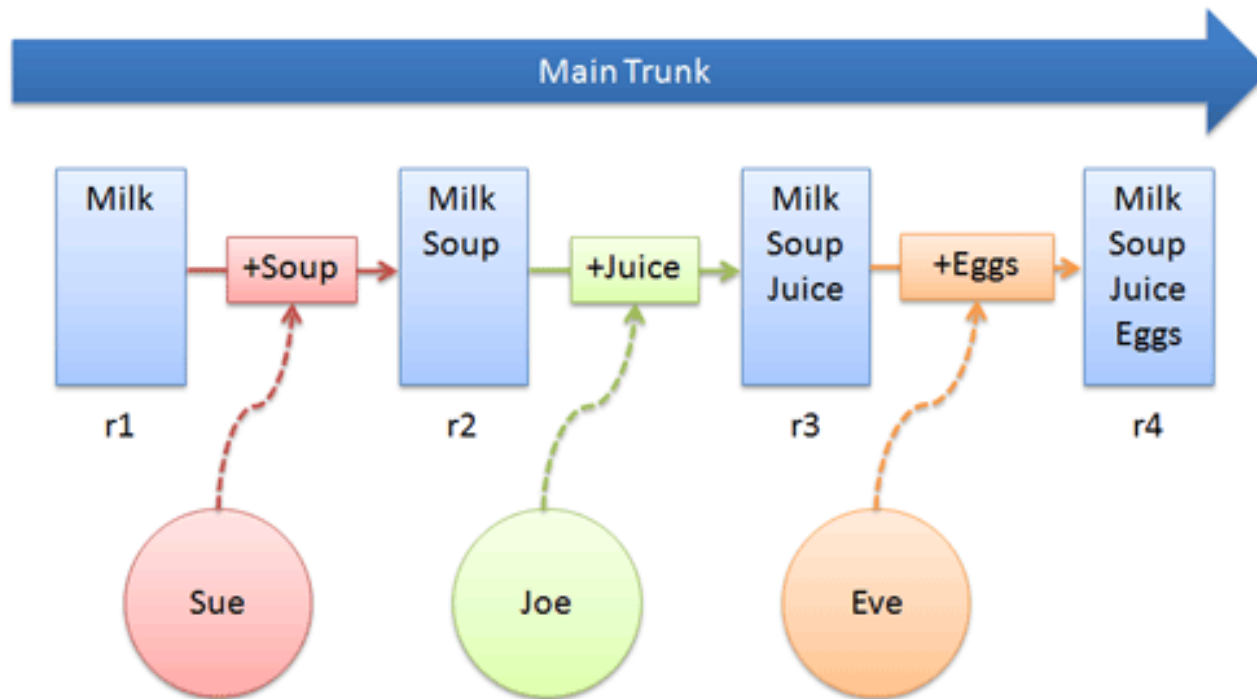 Main Trunk
Milk
+Soup
Milk
Soup
+Juice
Milk
Soup
Juice
+Eggs
Milk
Soup
Juice
Eggs
r1
r2
r3
r4
Sue
Joe
Eve